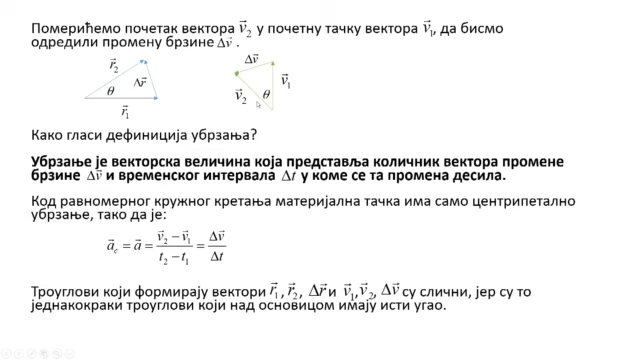 Померићемо почетак вектора v⃗₂ у почетну тачку вектора v⃗₁, да бисмо
одредили промену брзине Δv⃗ .
r⃗₂ Δr⃗ θ r⃗₁
Δv⃗ v⃗₁ v⃗₂ θ
Како гласи дефиниција убрзања?
Убрзање је векторска величина која представља количник вектора промене
брзине Δv⃗ и временског интервала Δt у коме се та промена десила.
Код равномерног кружног кретања материјална тачка има само центрипетално
убрзање, тако да је:
a⃗c = a⃗ = (v⃗₂ − v⃗₁)/(t₂ − t₁) = Δv⃗/Δt
Троуглови који формирају вектори r⃗₁, r⃗₂, Δr⃗ и v⃗₁, v⃗₂, Δv⃗ су слични, јер су то
једнакокраки троуглови који над основицом имају исти угао.